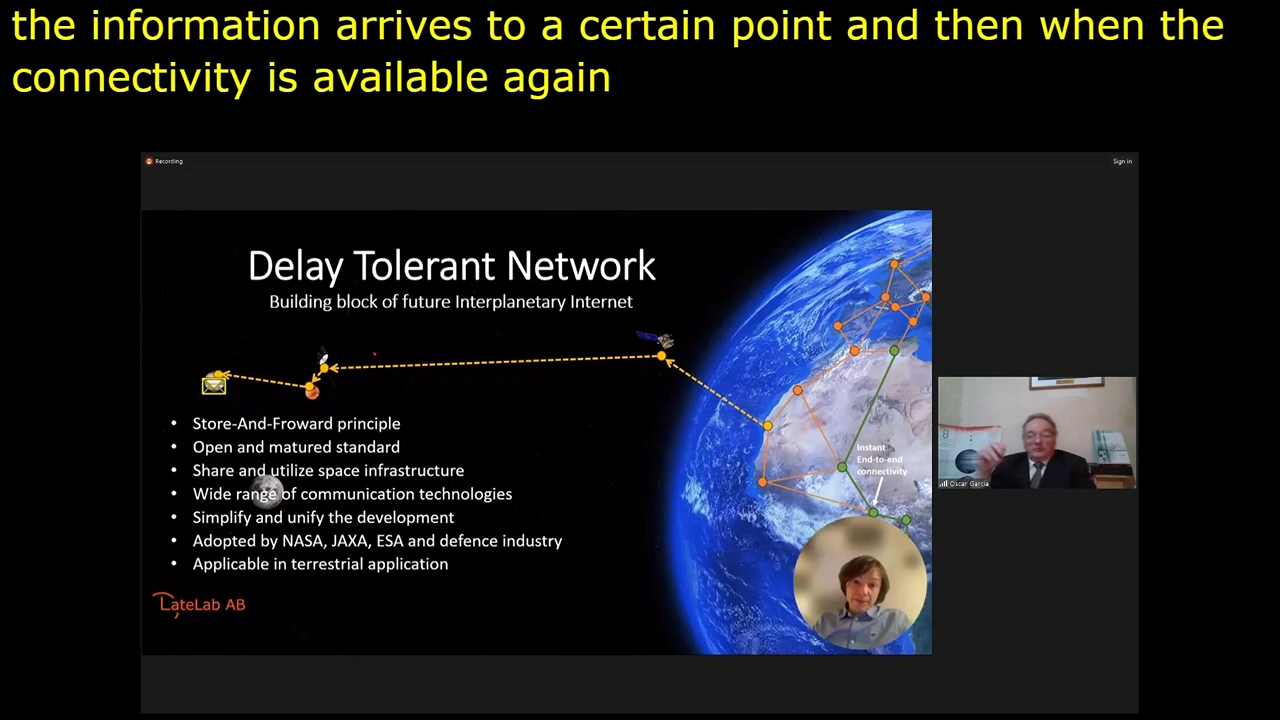 the information arrives to a certain point and then when the
connectivity is available again
Recording
Sign in
Delay Tolerant Network
Building block of future Interplanetary Internet
• Store-And-Froward principle
• Open and matured standard
• Share and utilize space infrastructure
• Wide range of communication technologies
• Simplify and unify the development
• Adopted by NASA, JAXA, ESA and defence industry
• Applicable in terrestrial application
Instant
End-to-end
connectivity
LateLab AB
8
Oscar Garcia